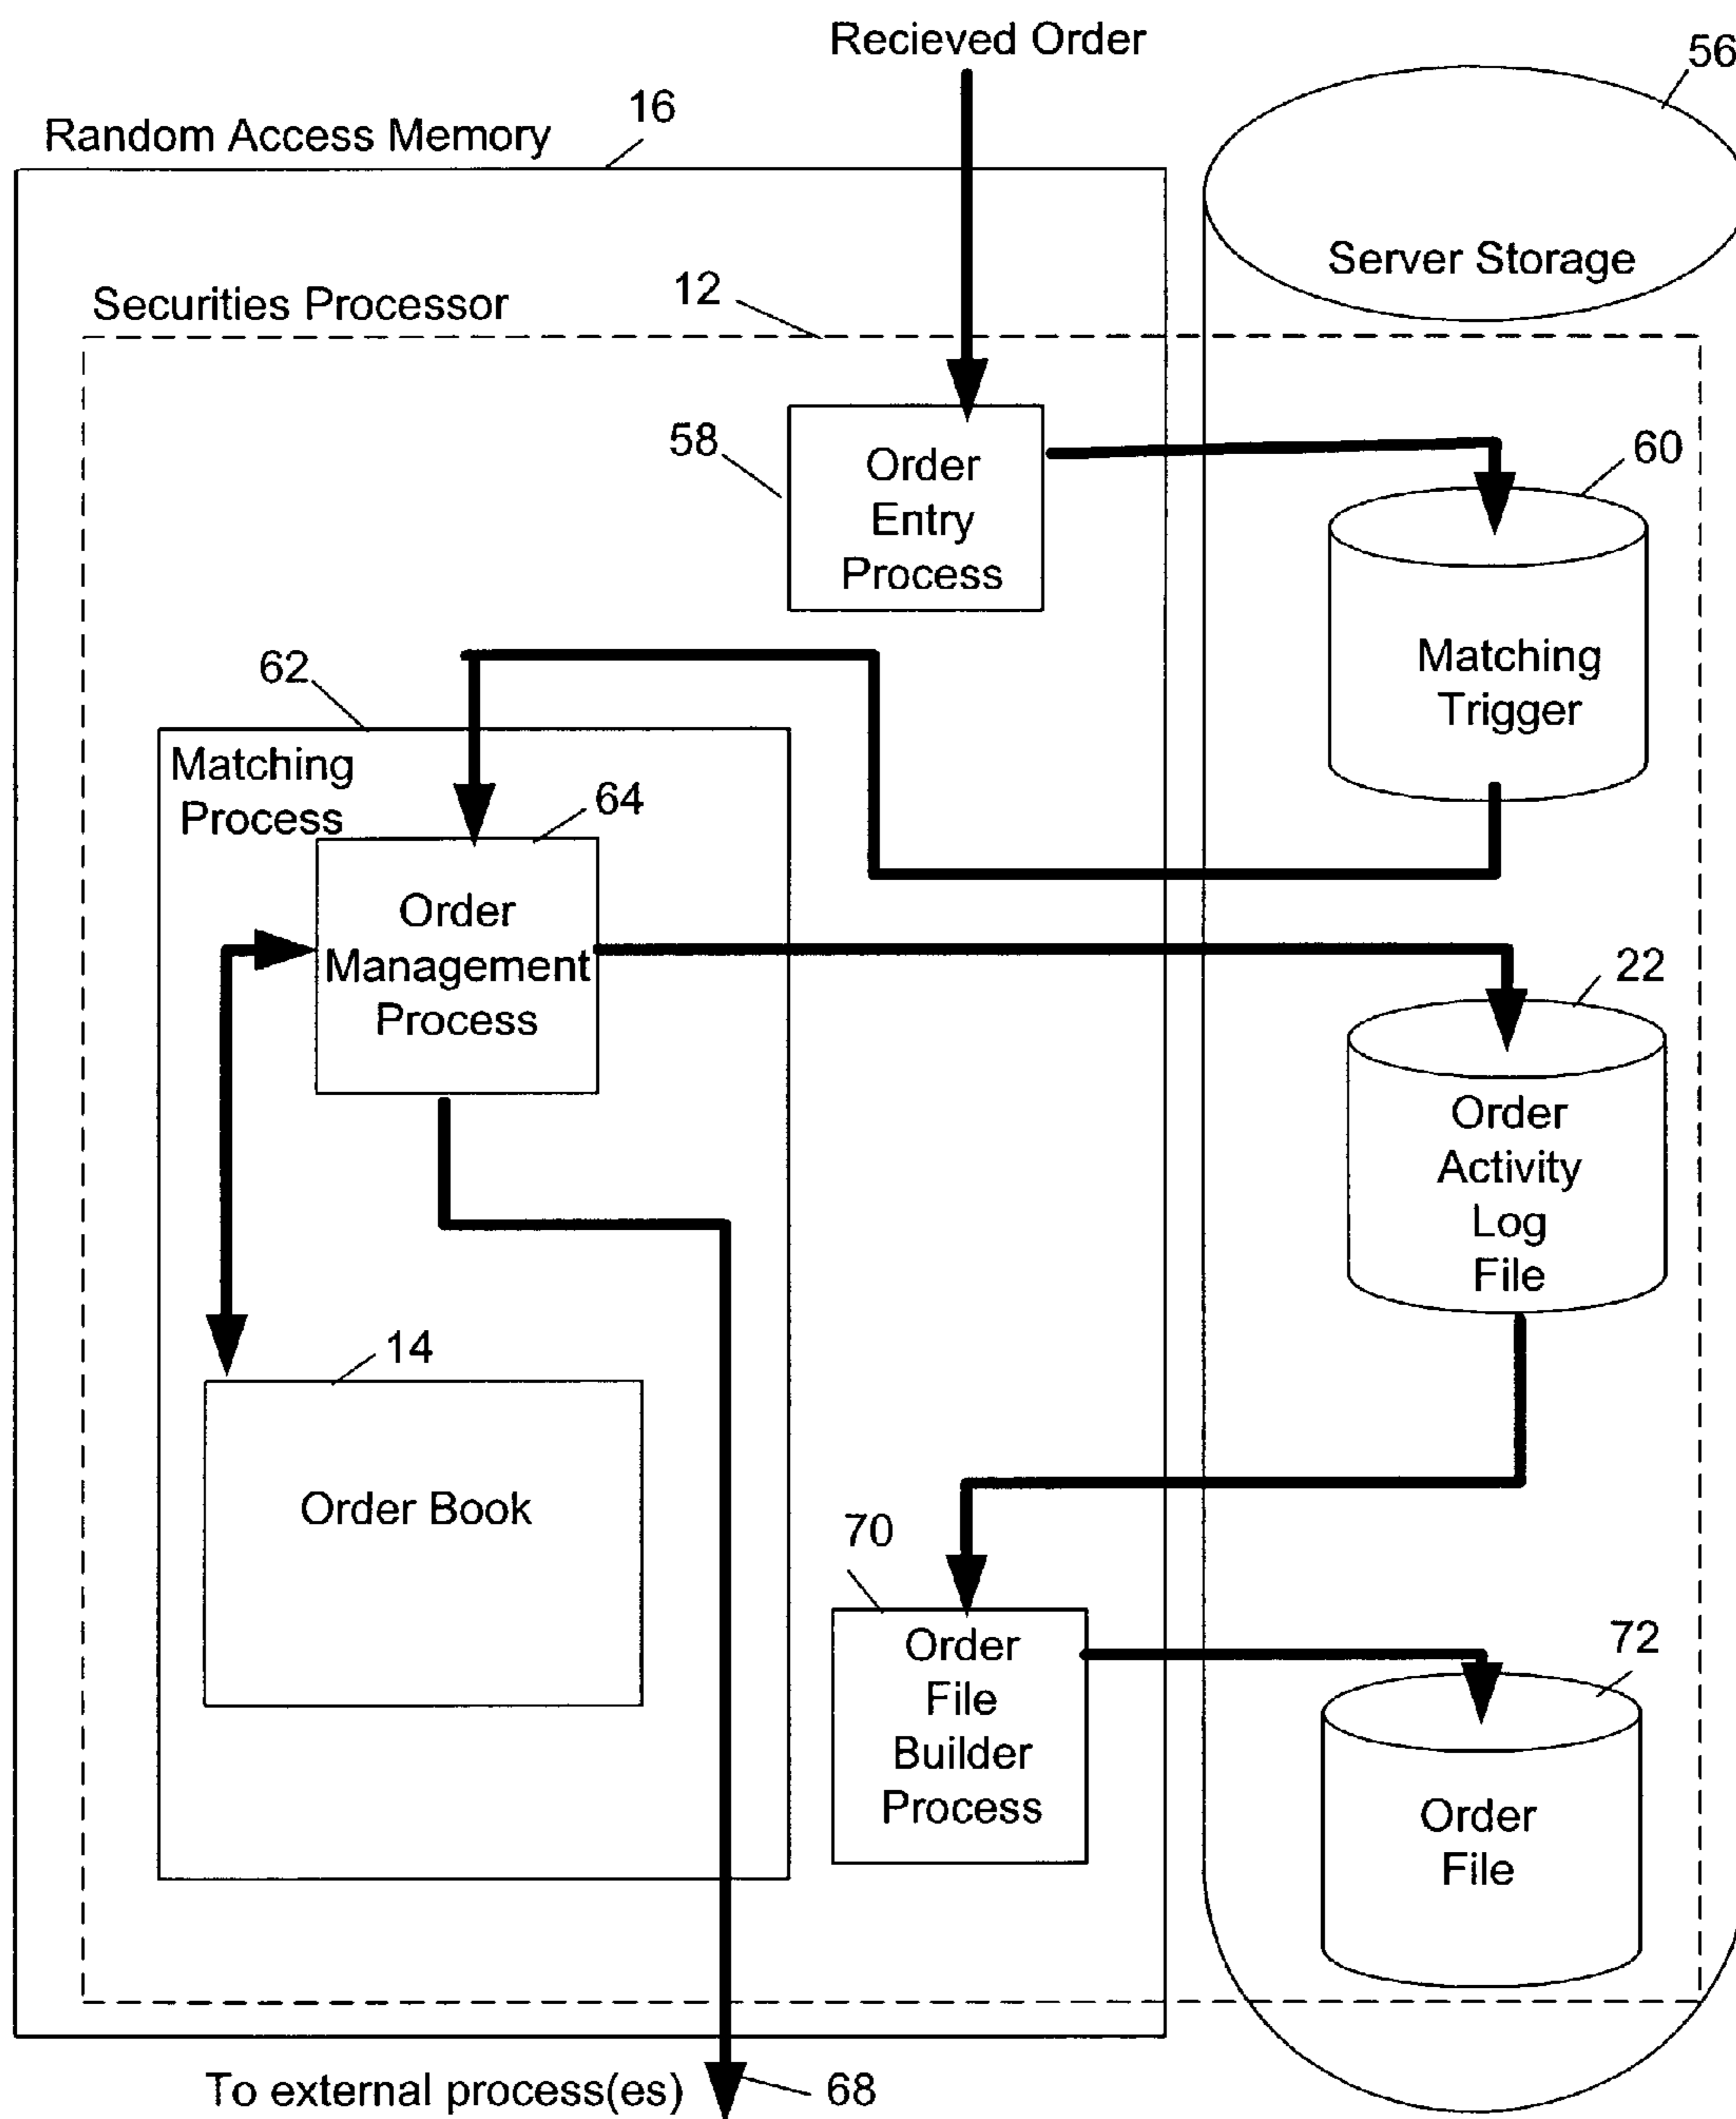 Recieved Order
56
16
Random Access Memory
Server Storage
12
Securities Processor
58
Order
Entry
Process
60
Matching
Trigger
62
Matching
Process
64
Order
Management
Process
22
Order
Activity
Log
File
14
Order Book
70
Order
File
Builder
Process
72
Order
File
To external process(es)
68